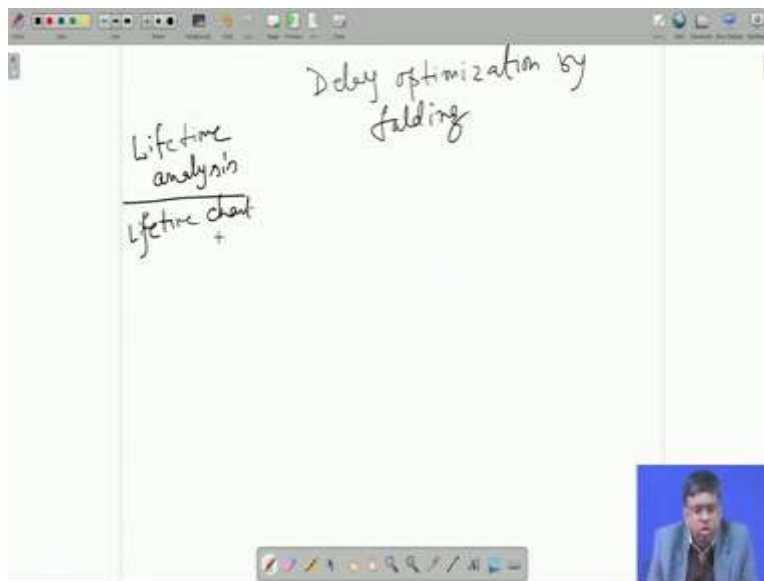 Delay optimization by
folding
Lifetime
analysis
Lifetime chart